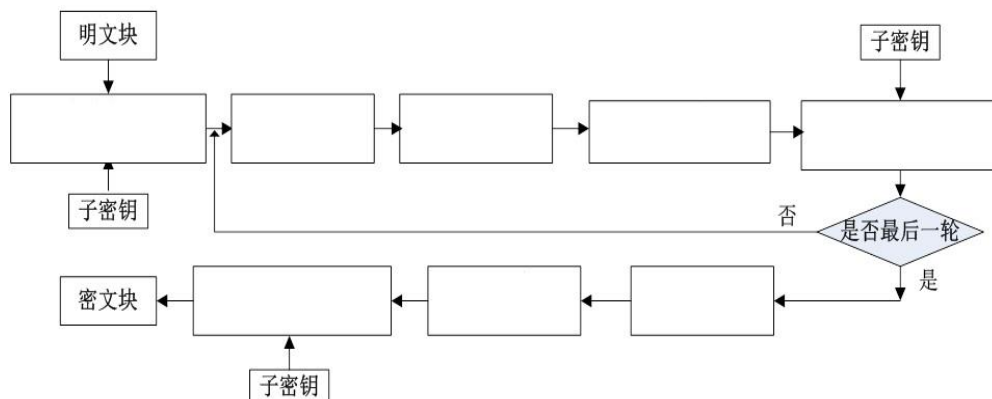 明文块
子密钥
子密钥
否
是否最后一轮
是
密文块
子密钥